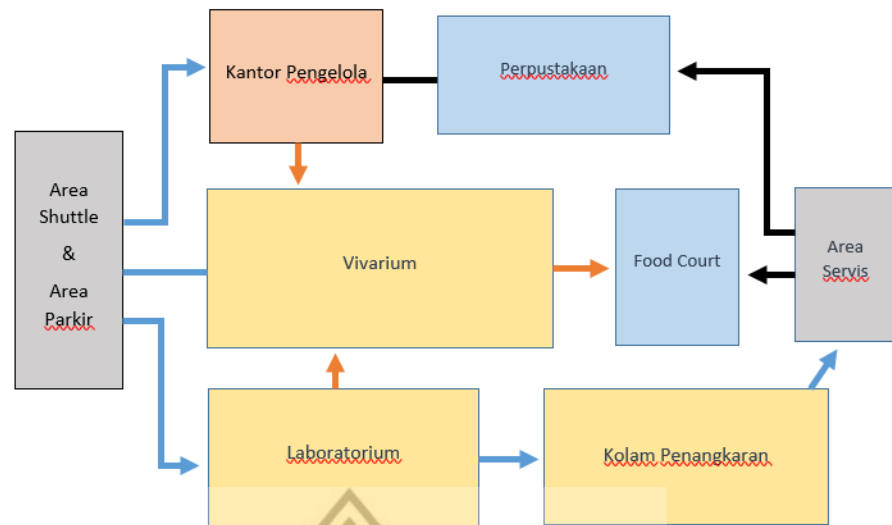 Kantor Pengelola
Perpustakaan
Area
Shuttle
&
Area
Parkir
Vivarium
Food Court
Area
Servis
Laboratorium
Kolam Penangkaran